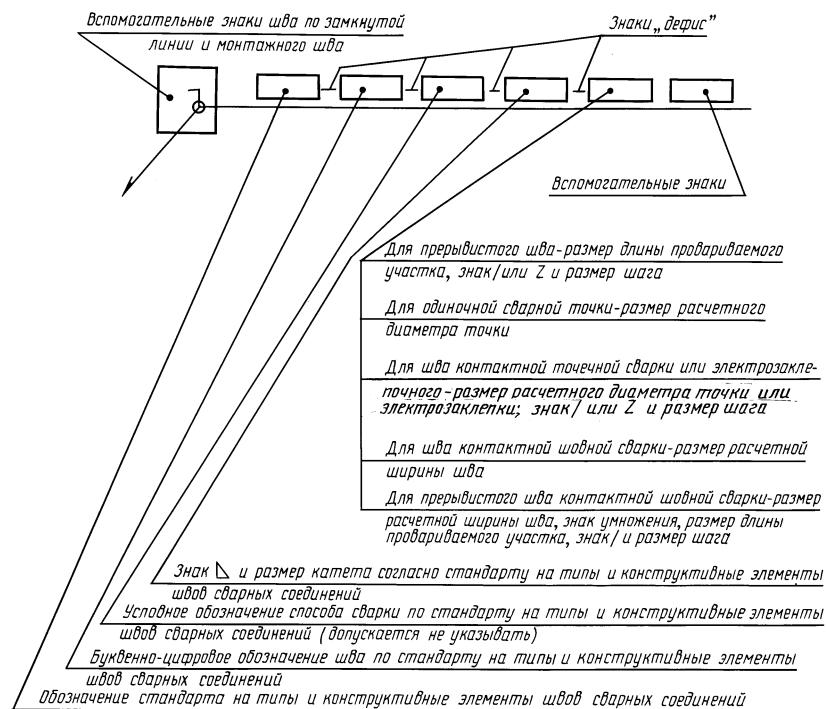 Вспомогательные знаки шва по замкнутой
линии и монтажного шва
Знаки „дефис”
Вспомогательные знаки
Для прерывистого шва-размер длины провариваемого
участка, знак/или Z и размер шага
Для одиночной сварной точки-размер расчетного
диаметра точки
Для шва контактной точечной сварки или электрозакле-
почного-размер расчетного диаметра точки или
электрозаклепки; знак/ или Z и размер шага
Для шва контактной шовной сварки-размер расчетной
ширины шва
Для прерывистого шва контактной шовной сварки-размер
расчетной ширины шва, знак умножения, размер длины
провариваемого участка, знак/ и размер шага
Знак ◺ и размер катета согласно стандарту на типы и конструктивные элементы
швов сварных соединений
Условное обозначение способа сварки по стандарту на типы и конструктивные элементы
швов сварных соединений (допускается не указывать)
Буквенно-цифровое обозначение шва по стандарту на типы и конструктивные элементы
швов сварных соединений
Обозначение стандарта на типы и конструктивные элементы швов сварных соединений